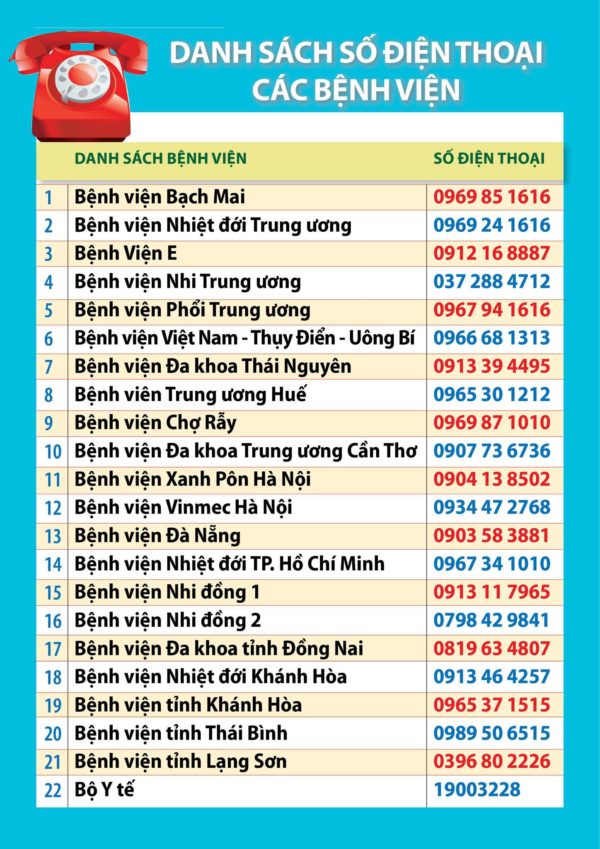 DANH SÁCH SỐ ĐIỆN THOẠI
CÁC BỆNH VIỆN
DANH SÁCH BỆNH VIỆN SỐ ĐIỆN THOẠI
1 Bệnh viện Bạch Mai 0969 85 1616
2 Bệnh viện Nhiệt đới Trung ương 0969 24 1616
3 Bệnh Viện E 0912 16 8887
4 Bệnh viện Nhi Trung ương 037 288 4712
5 Bệnh viện Phổi Trung ương 0967 94 1616
6 Bệnh viện Việt Nam - Thụy Điển - Uông Bí 0966 68 1313
7 Bệnh viện Đa khoa Thái Nguyên 0913 39 4495
8 Bệnh viên Trung ương Huế 0965 30 1212
9 Bệnh viện Chợ Rẫy 0969 87 1010
10 Bệnh viện Đa khoa Trung ương Cần Thơ 0907 73 6736
11 Bệnh viện Xanh Pôn Hà Nội 0904 13 8502
12 Bệnh viện Vinmec Hà Nội 0934 47 2768
13 Bệnh viện Đà Nẵng 0903 58 3881
14 Bệnh viện Nhiệt đới TP. Hồ Chí Minh 0967 34 1010
15 Bệnh viện Nhi đồng 1 0913 11 7965
16 Bệnh viện Nhi đồng 2 0798 42 9841
17 Bệnh viện Đa khoa tỉnh Đồng Nai 0819 63 4807
18 Bệnh viện Nhiệt đới Khánh Hòa 0913 46 4257
19 Bệnh viện tỉnh Khánh Hòa 0965 37 1515
20 Bệnh viện tỉnh Thái Bình 0989 50 6515
21 Bệnh viện tỉnh Lạng Sơn 0396 80 2226
22 Bộ Y tế 19003228